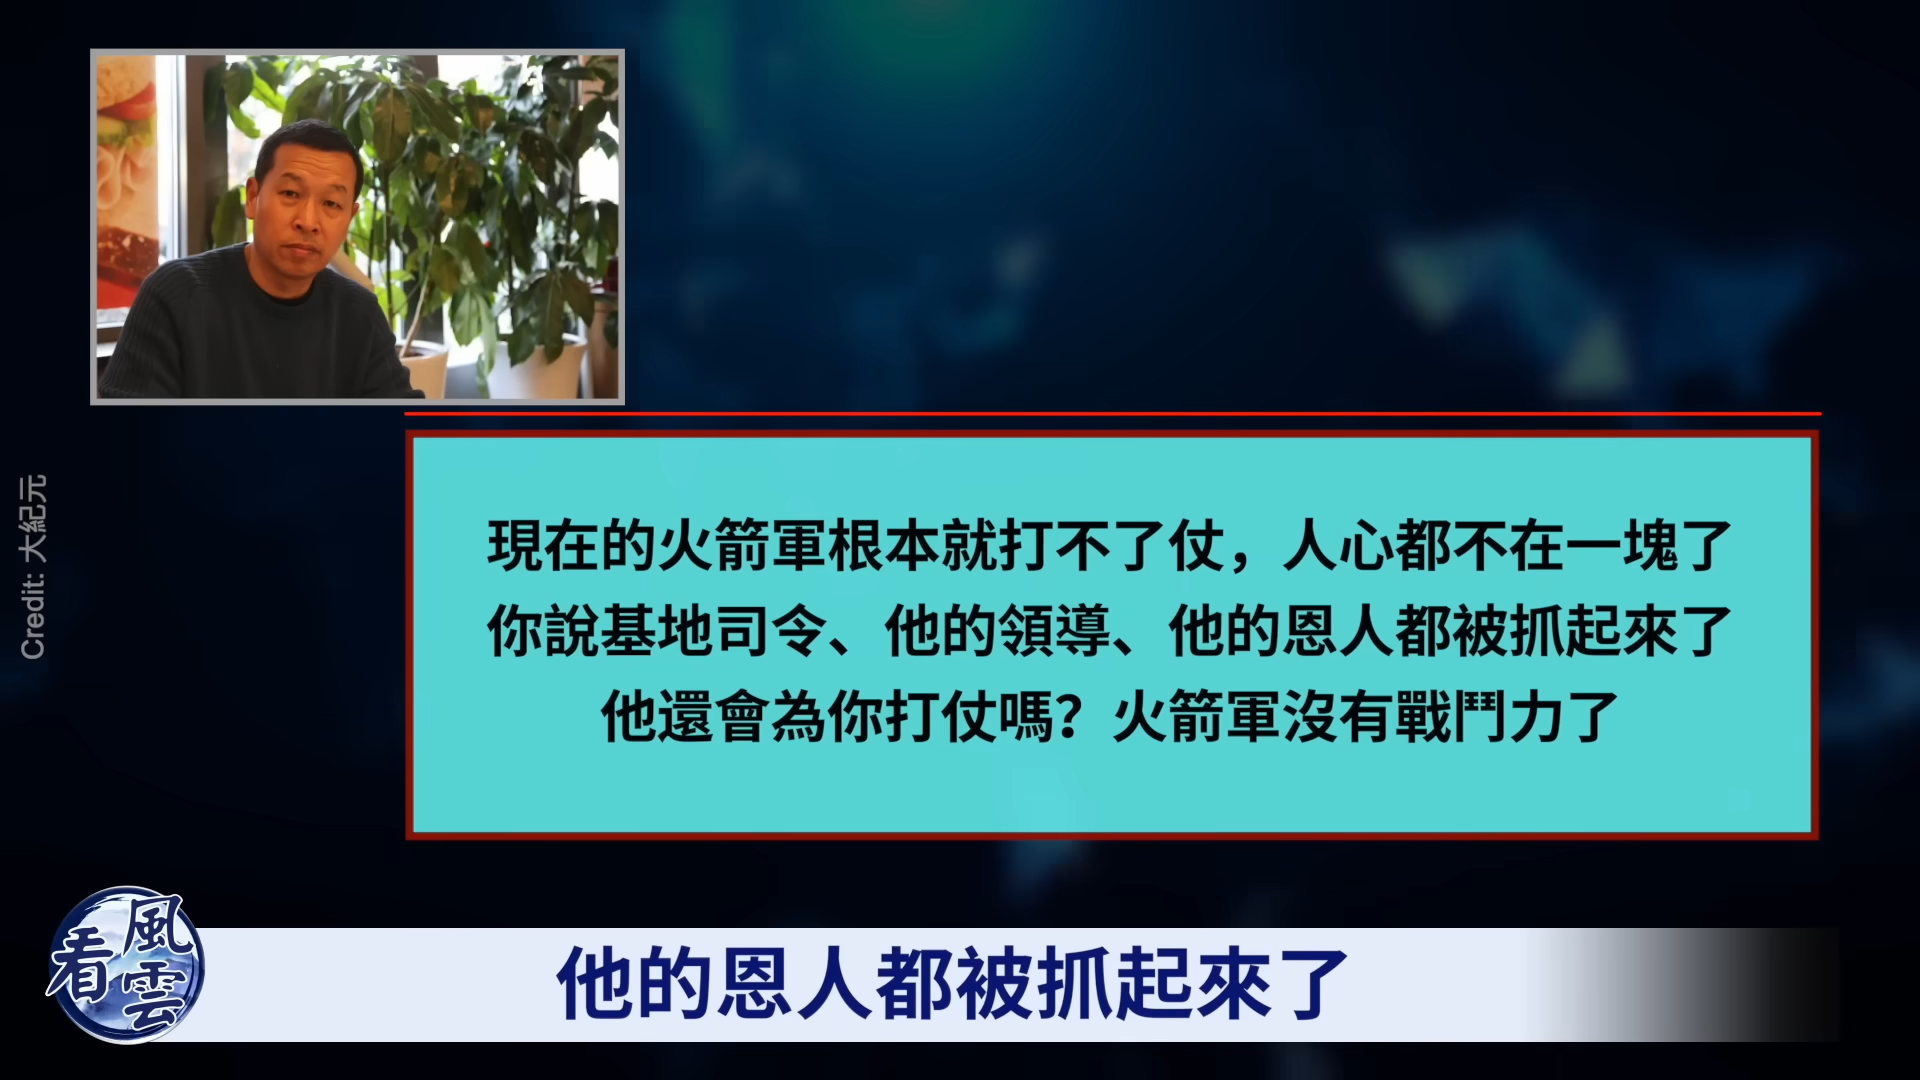 Credit: 大紀元
現在的火箭軍根本就打不了仗，人心都不在一塊了
你說基地司令、他的領導、他的恩人都被抓起來了
他還會為你打仗嗎？火箭軍沒有戰鬥力了
風雲
看
他的恩人都被抓起來了